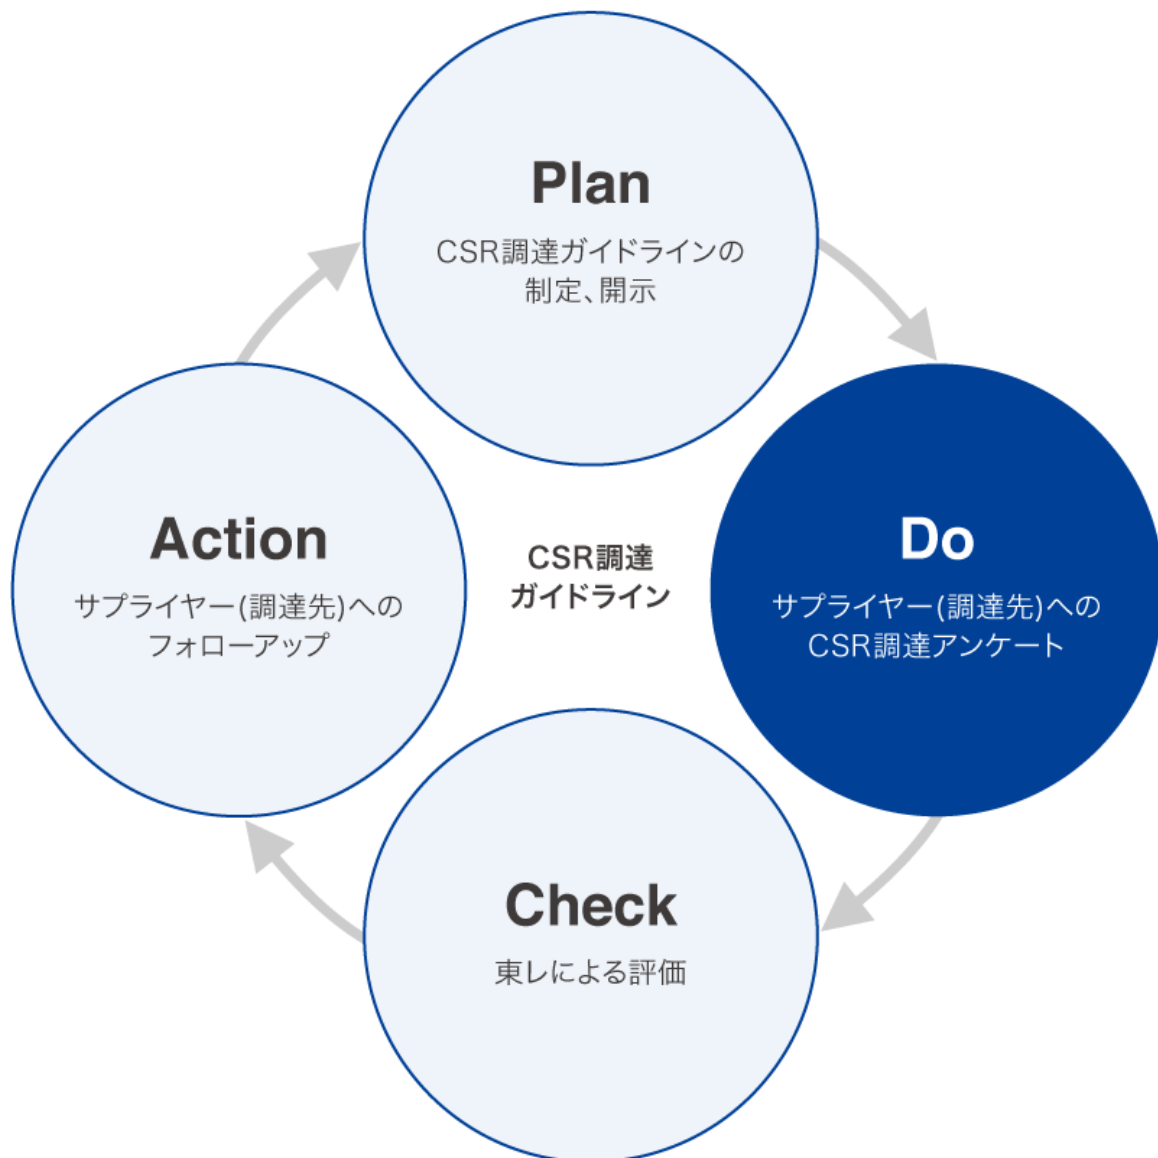 Plan
CSR調達ガイドラインの
制定、開示
Do
サプライヤー(調達先)への
CSR調達アンケート
Check
東レによる評価
Action
サプライヤー(調達先)への
フォローアップ
CSR調達
ガイドライン